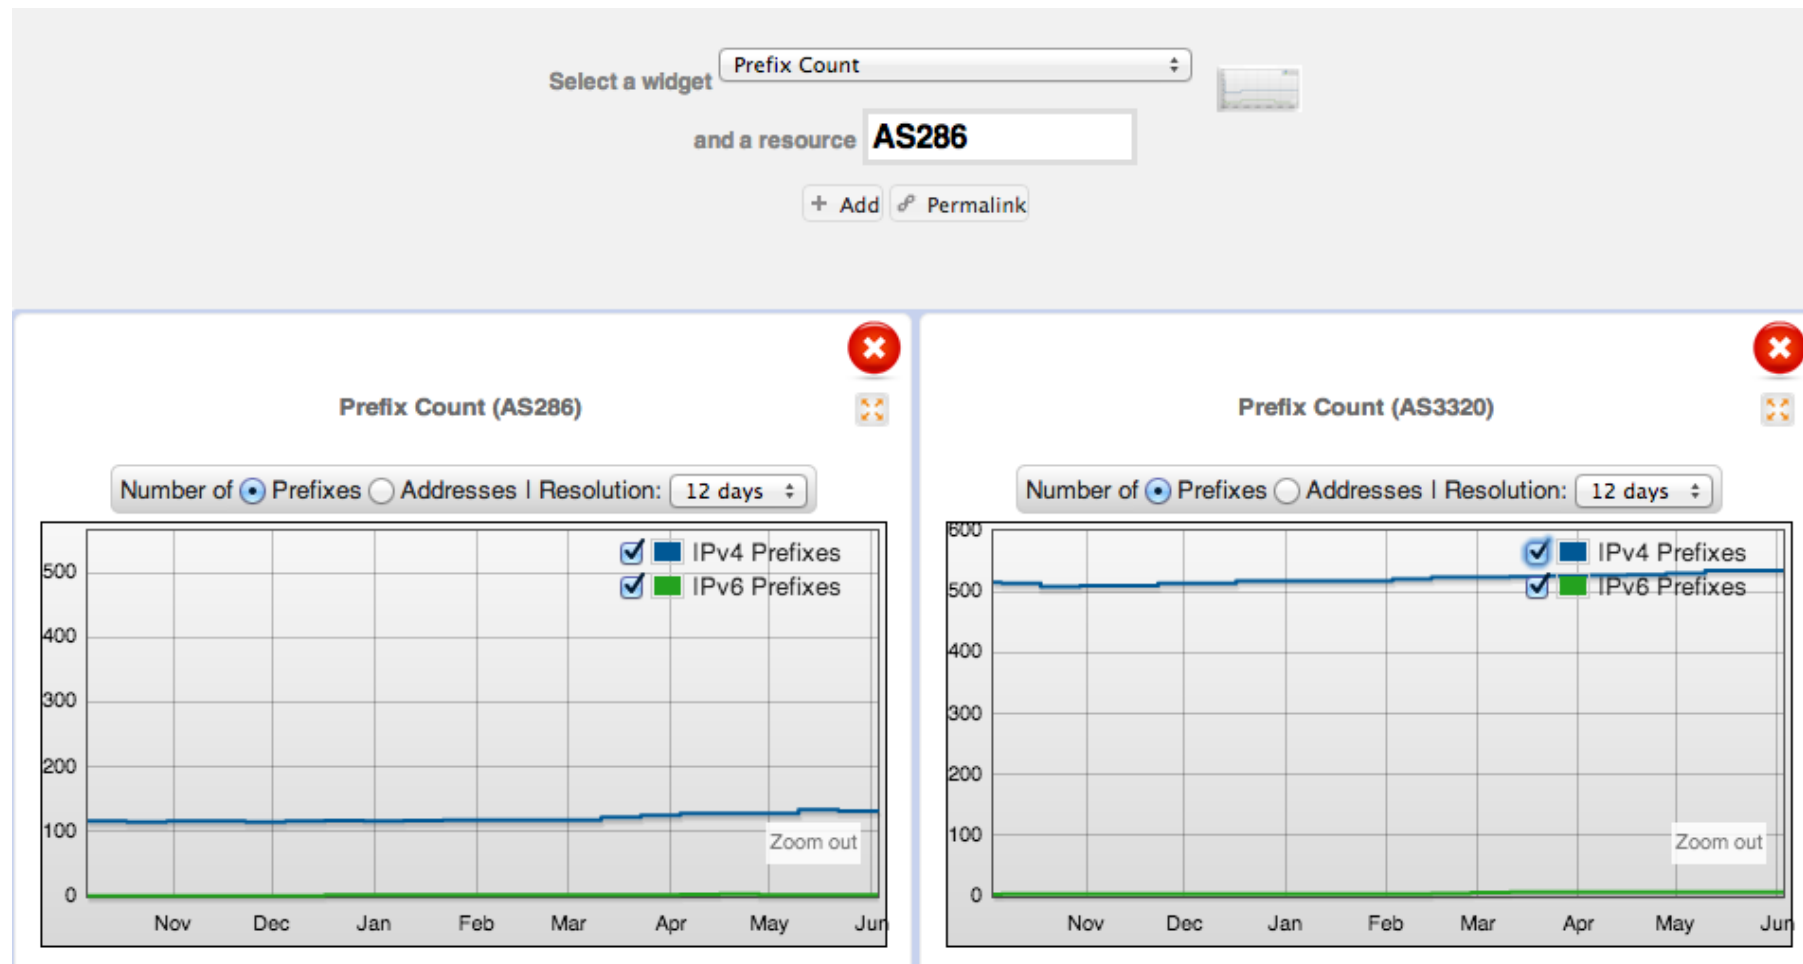 Select a widget Prefix Count
and a resource AS286
+ Add Permalink
Prefix Count (AS286)
Number of Prefixes Addresses | Resolution: 12 days
IPv4 Prefixes
IPv6 Prefixes
500
400
300
200
100
0
Zoom out
Nov Dec Jan Feb Mar Apr May Jun
Prefix Count (AS3320)
Number of Prefixes Addresses | Resolution: 12 days
IPv4 Prefixes
IPv6 Prefixes
600
500
400
300
200
100
0
Zoom out
Nov Dec Jan Feb Mar Apr May Jun